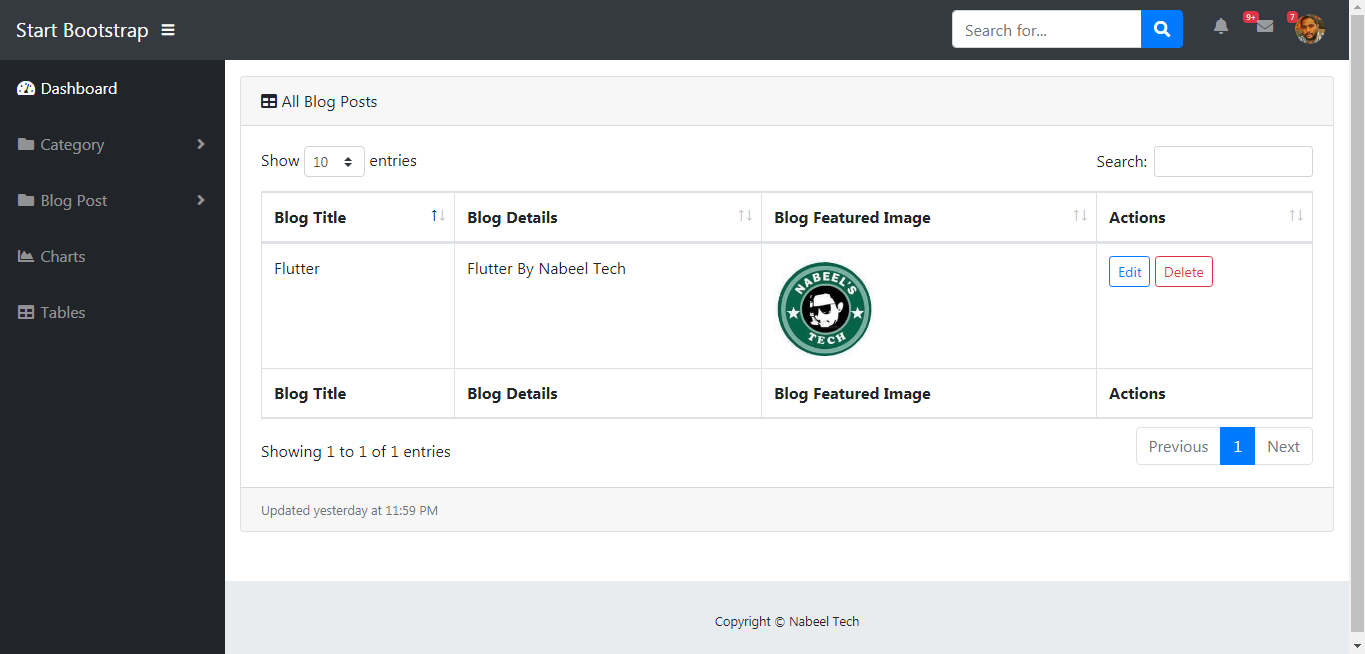 Start Bootstrap
Search for...
9+
7
Dashboard
Category
Blog Post
Charts
Tables
All Blog Posts
Show 10 entries
Search:
Blog Title Blog Details Blog Featured Image Actions
Flutter Flutter By Nabeel Tech NABEEL'S TECH Edit Delete
Blog Title Blog Details Blog Featured Image Actions
Showing 1 to 1 of 1 entries
Previous 1 Next
Updated yesterday at 11:59 PM
Copyright © Nabeel Tech